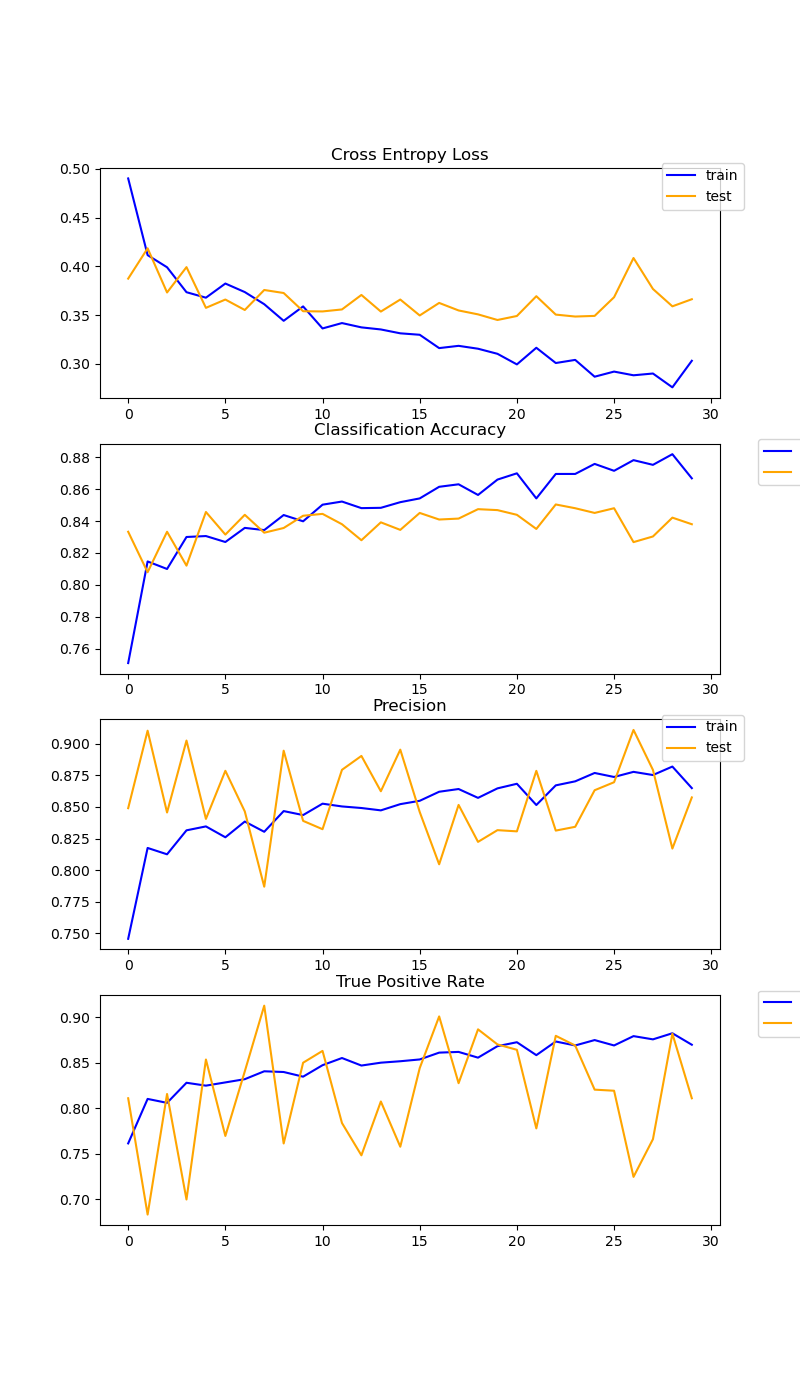 Cross Entropy Loss
0.50
0.45
0.40
0.35
0.30
train
test
0 5 10 15 20 25 30
Classification Accuracy
0.88
0.86
0.84
0.82
0.80
0.78
0.76
0 5 10 15 20 25 30
Precision
0.900
0.875
0.850
0.825
0.800
0.775
0.750
train
test
0 5 10 15 20 25 30
True Positive Rate
0.90
0.85
0.80
0.75
0.70
0 5 10 15 20 25 30